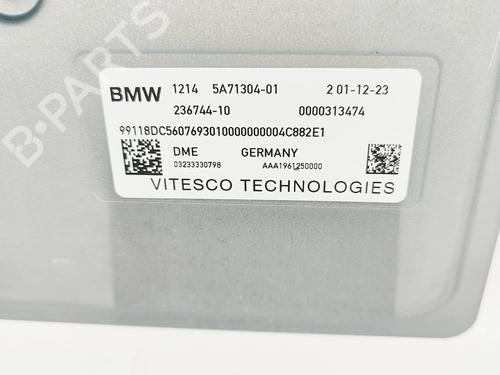 BMW 1214 5A71304-01 2 01-12-23
236744-10 0000313474
99118DC5607693010000000004C882E1
DME GERMANY
03233330798 AAA1961250000
VITESCO TECHNOLOGIES
B-PARTS